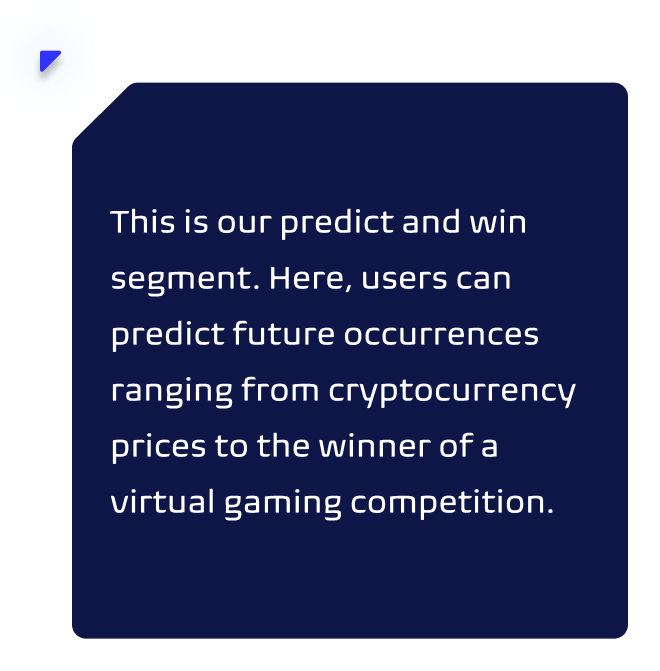 This is our predict and win
segment. Here, users can
predict future occurrences
ranging from cryptocurrency
prices to the winner of a
virtual gaming competition.